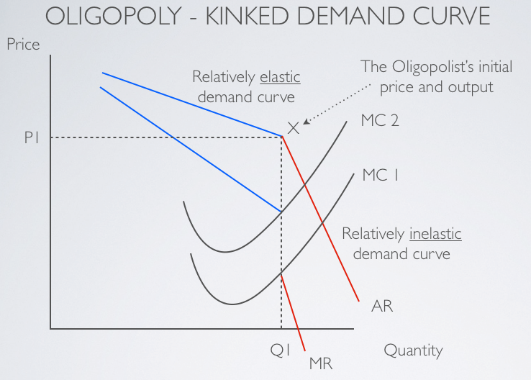 OLIGOPOLY - KINKED DEMAND CURVE
Price
Relatively elastic
demand curve
The Oligopolist's initial
price and output
X
MC 2
P1
MC 1
Relatively inelastic
demand curve
AR
Q1
MR
Quantity